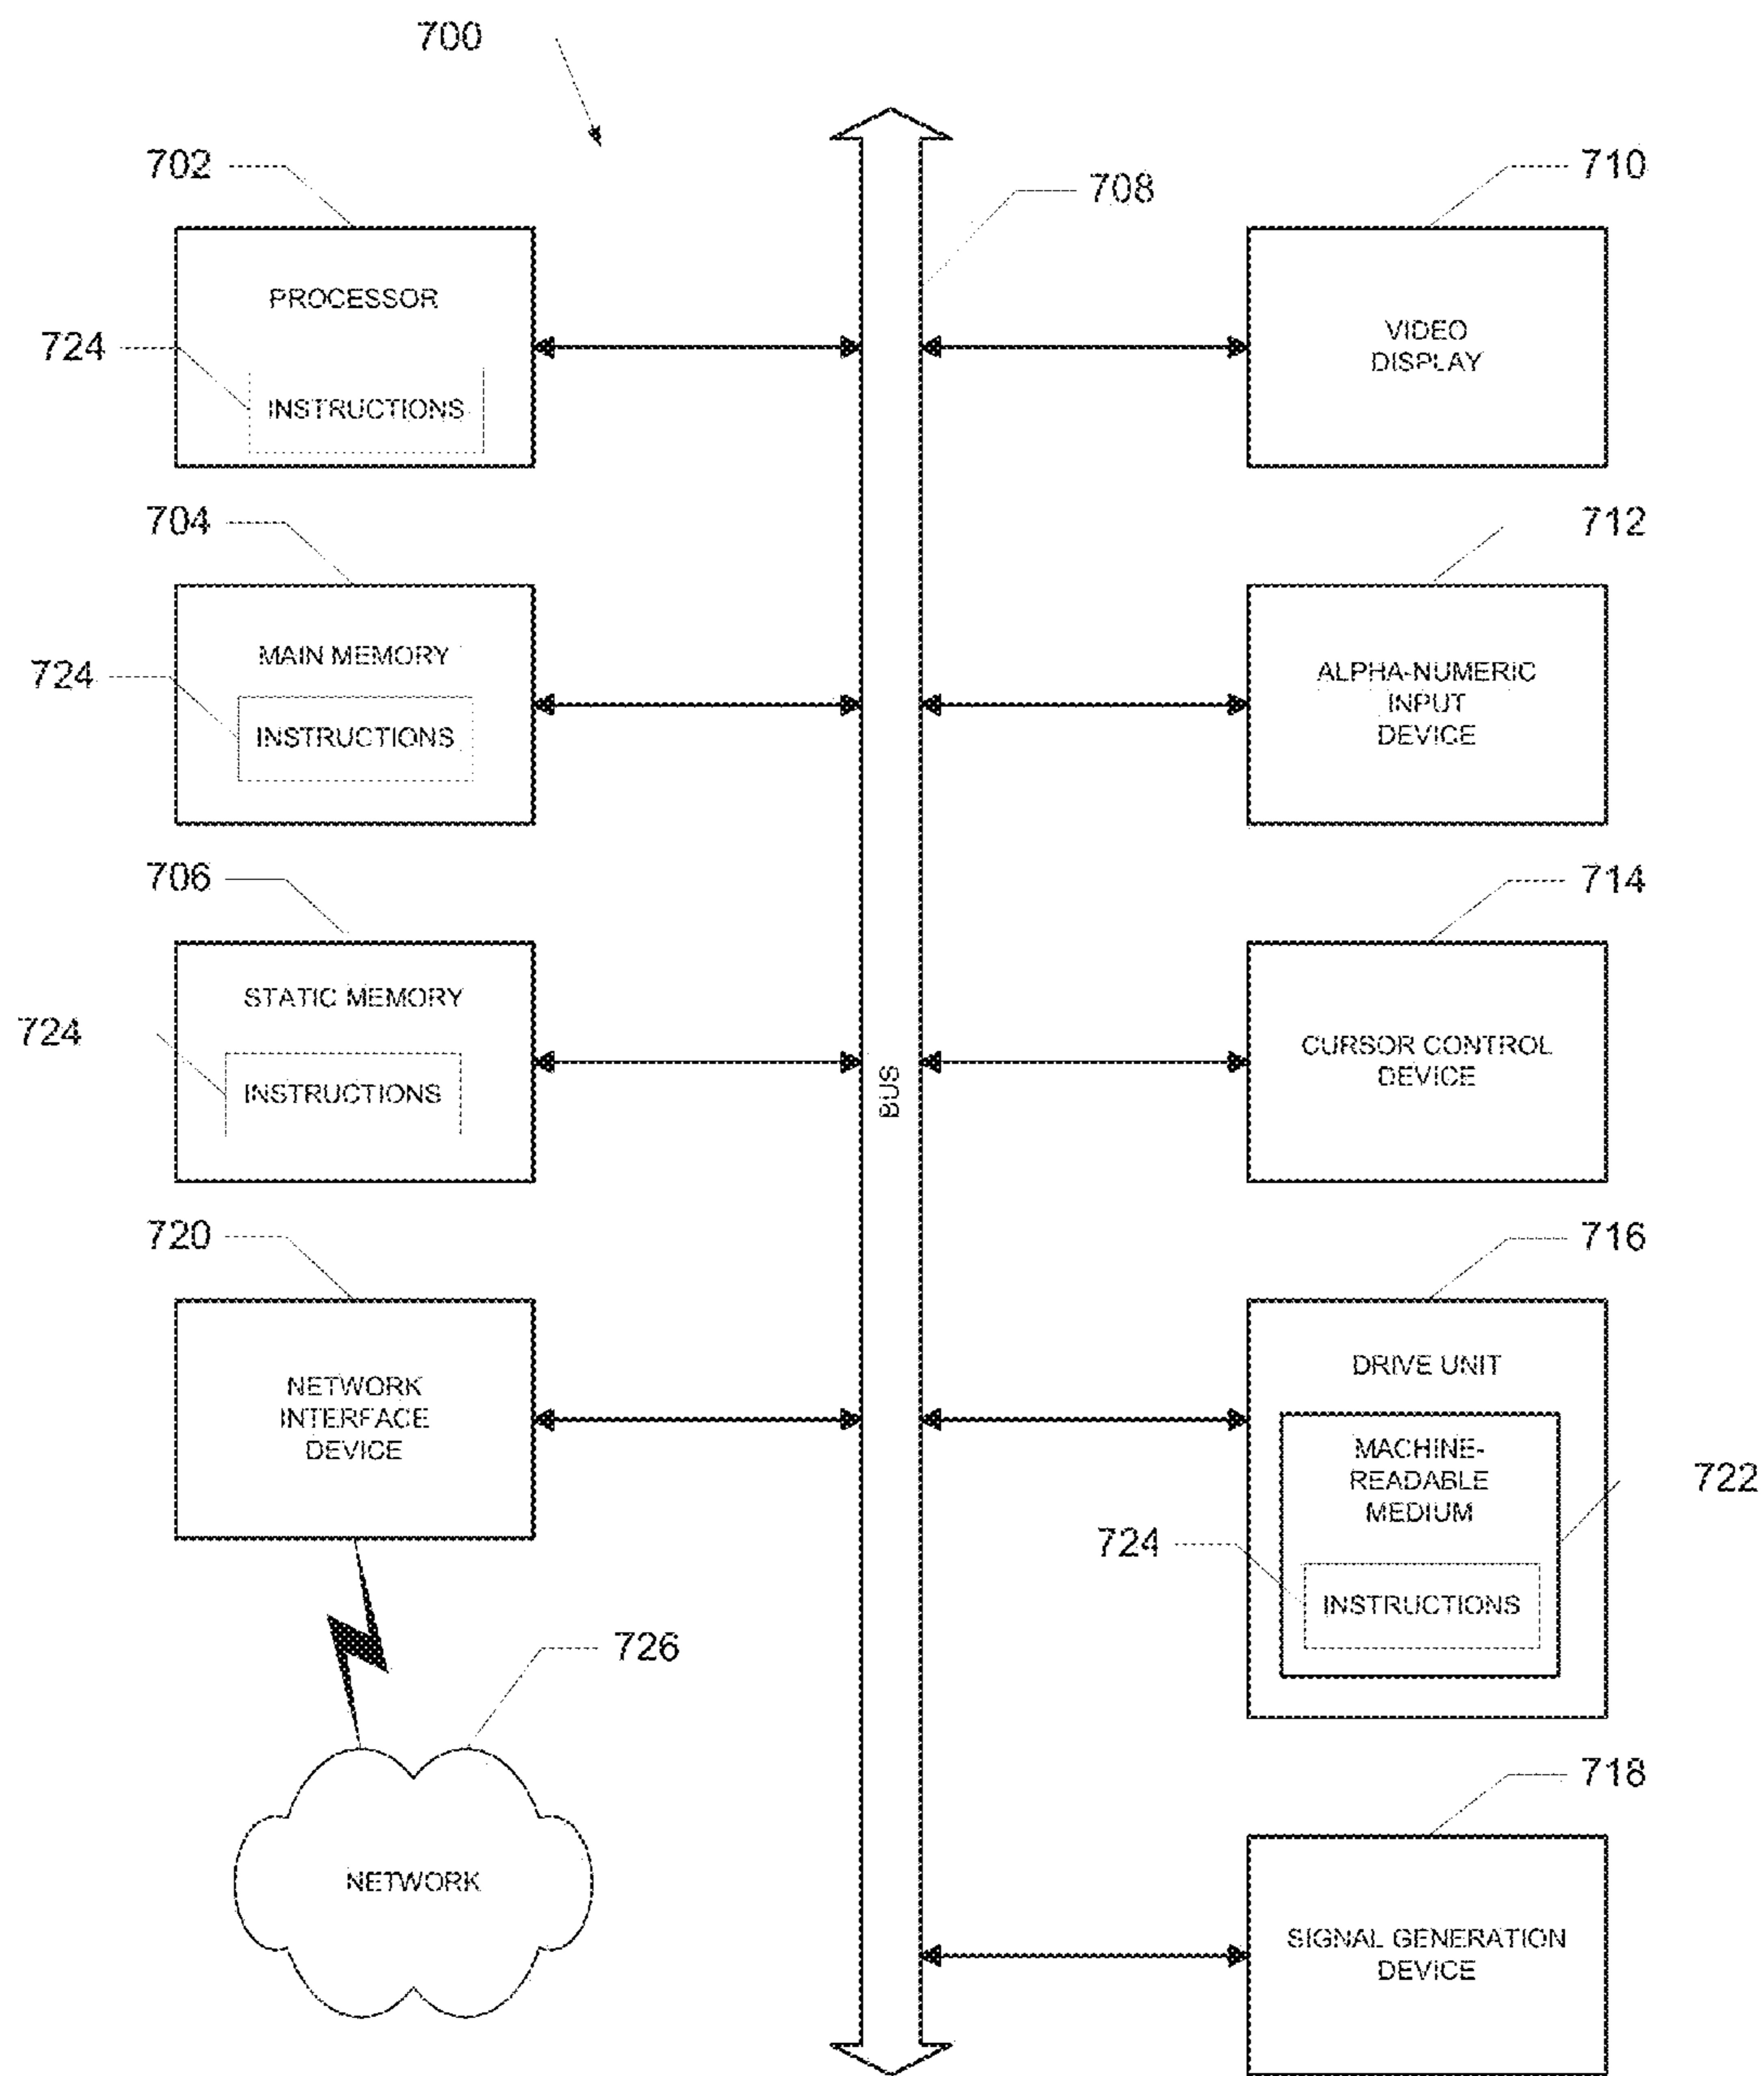 700
702
708
710
PROCESSOR
724
INSTRUCTIONS
VIDEO
DISPLAY
704
712
MAIN MEMORY
724
INSTRUCTIONS
ALPHA-NUMERIC
INPUT
DEVICE
706
714
STATIC MEMORY
724
INSTRUCTIONS
CURSOR CONTROL
DEVICE
BUS
720
716
NETWORK
INTERFACE
DEVICE
DRIVE UNIT
MACHINE-
READABLE
MEDIUM
722
724
INSTRUCTIONS
726
718
NETWORK
SIGNAL GENERATION
DEVICE